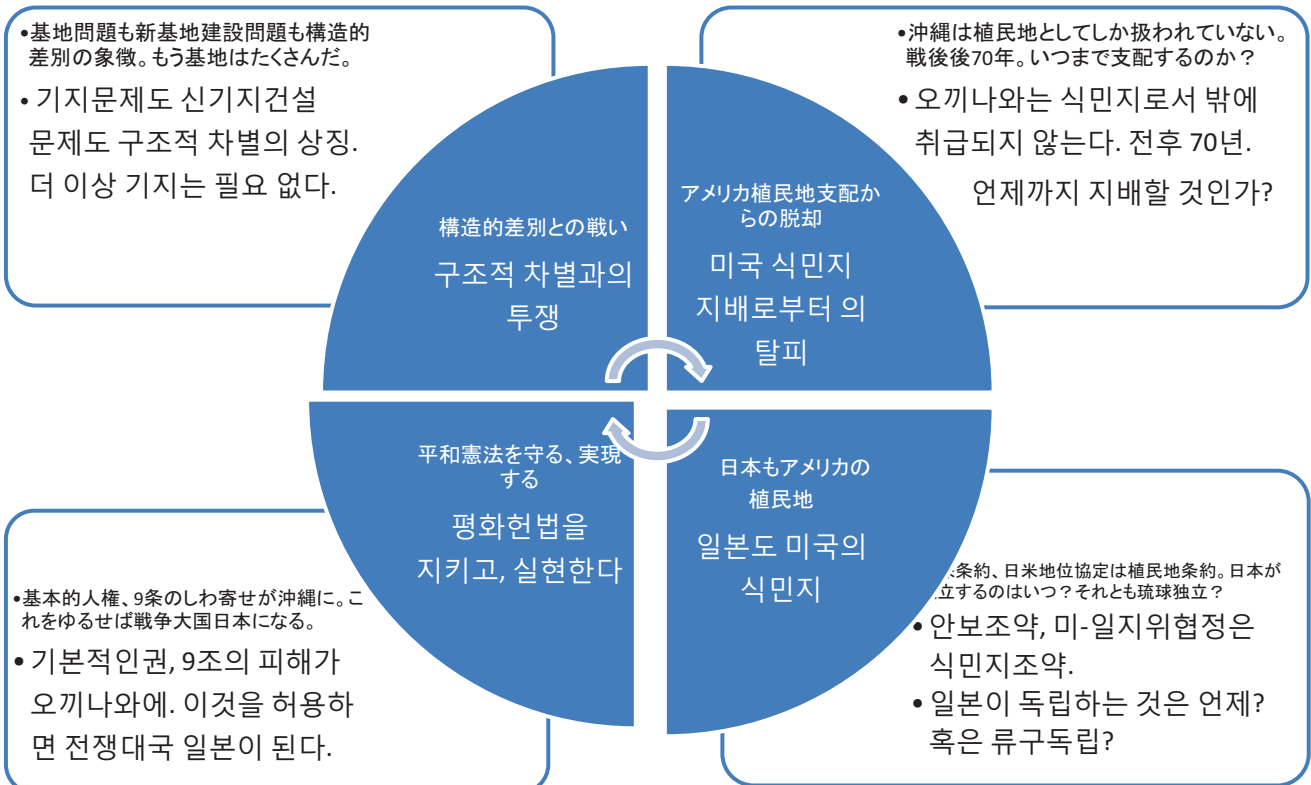 •基地問題も新基地建設問題も構造的
差別の象徴。もう基地はたくさんだ。
• 기지문제도 신기지건설
문제도 구조적 차별의 상징.
더 이상 기지는 필요 없다.
•沖縄は植民地としてしか扱われていない。
戦後後70年。いつまで支配するのか？
• 오끼나와는 식민지로서 밖에
취급되지 않는다. 전후 70년.
언제까지 지배할 것인가?
構造的差別との戦い
구조적 차별과의
투쟁
アメリカ植民地支配か
らの脱却
미국 식민지
지배로부터 의
탈피
平和憲法を守る、実現
する
평화헌법을
지키고, 실현한다
日本もアメリカの
植民地
일본도 미국의
식민지
•基本的人権、9条のしわ寄せが沖縄に。こ
れをゆるせば戦争大国日本になる。
• 기본적인권, 9조의 피해가
오끼나와에. 이것을 허용하
면 전쟁대국 일본이 된다.
条約、日米地位協定は植民地条約。日本が
するのはいつ？それとも琉球独立？
• 안보조약, 미-일지위협정은
식민지조약.
• 일본이 독립하는 것은 언제?
혹은 류구독립?